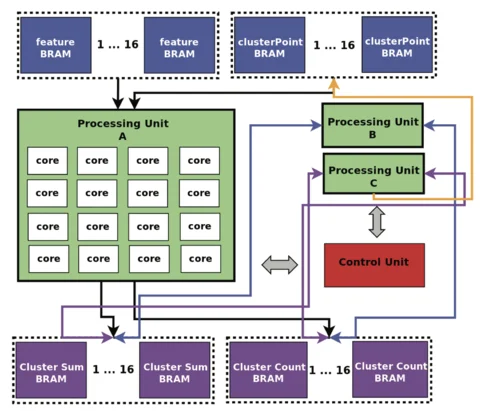 feature
BRAM
1 ... 16
feature
BRAM
clusterPoint
BRAM
1 ... 16
clusterPoint
BRAM
Processing Unit
A
core core core core
core core core core
core core core core
core core core core
Processing Unit
B
Processing Unit
C
Control Unit
Cluster Sum
BRAM
1 ... 16
Cluster Sum
BRAM
Cluster Count
BRAM
1 ... 16
Cluster Count
BRAM